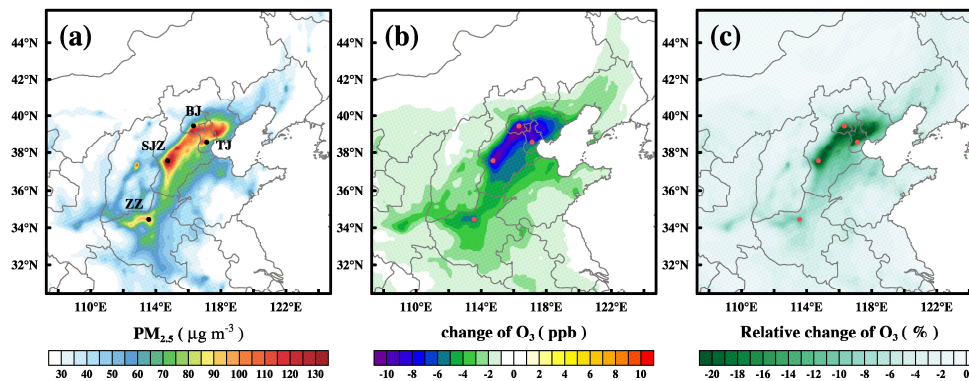 (a)
44°N
42°N
40°N
38°N
36°N
34°N
32°N
BJ
SJZ
TJ
ZZ
110°E 114°E 118°E 122°E
PM2.5 ( μg m-3 )
30 40 50 60 70 80 90 100 110 120 130
(b)
44°N
42°N
40°N
38°N
36°N
34°N
32°N
110°E 114°E 118°E 122°E
change of O3 ( ppb )
-10 -8 -6 -4 -2 0 2 4 6 8 10
(c)
44°N
42°N
40°N
38°N
36°N
34°N
32°N
110°E 114°E 118°E 122°E
Relative change of O3 ( % )
-20 -18 -16 -14 -12 -10 -8 -6 -4 -2 0